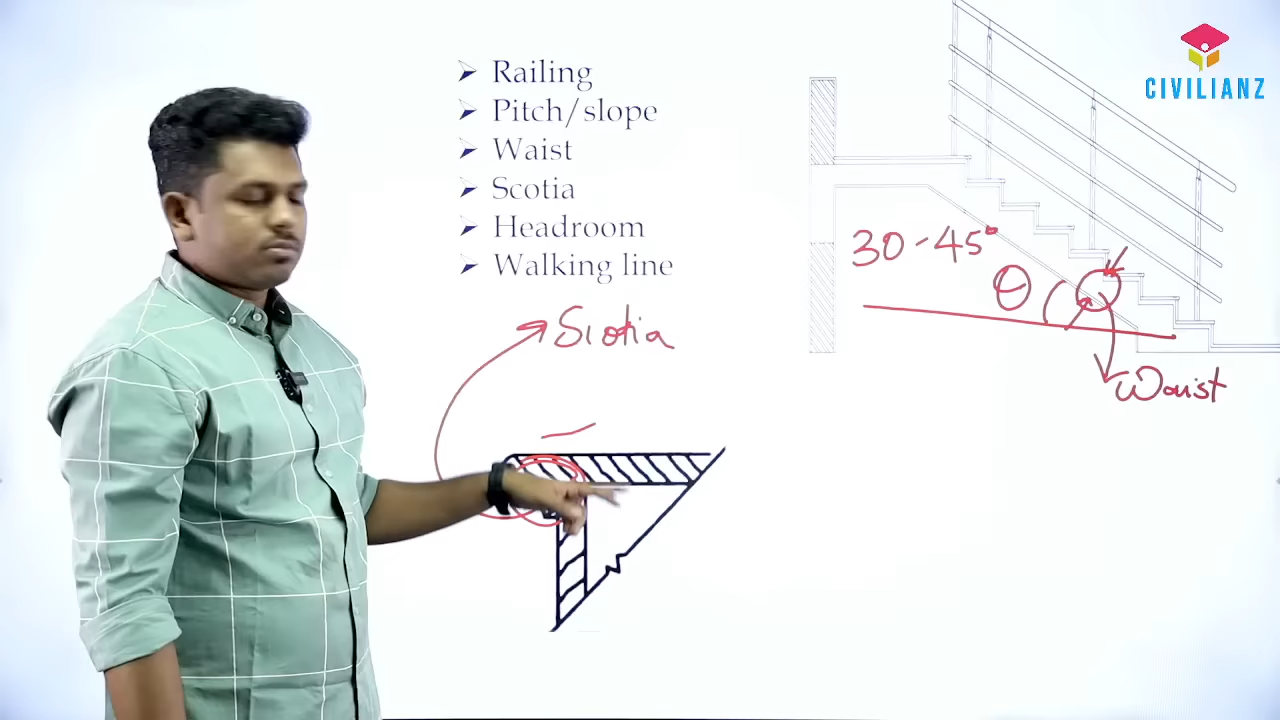 Railing
Pitch/slope
Waist
Scotia
Headroom
Walking line
Scotia
30-45°
θ
Waist
CIVILIANZ